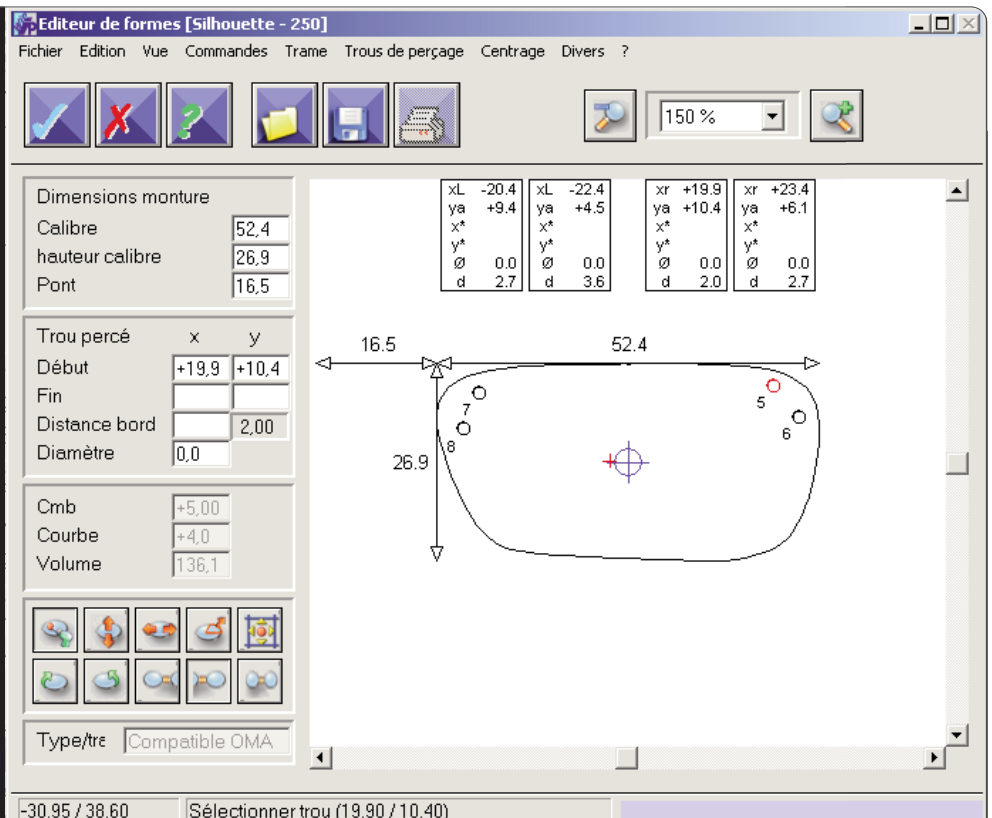 Editeur de formes [Silhouette - 250]
Fichier Edition Vue Commandes Trame Trous de perçage Centrage Divers ?
150 %
Dimensions monture
Calibre 52,4
hauteur calibre 26,9
Pont 16,5
Trou percé x y
Début +19,9 +10,4
Fin
Distance bord 2,00
Diamètre 0,0
Cmb +5,00
Courbe +4,0
Volume 136,1
Type/tra Compatible OMA
xL -20.4 xL -22.4 xr +19.9 xr +23.4
ya +9.4 ya +4.5 ya +10.4 ya +6.1
x* x* x* x*
y* y* y* y*
Ø 0.0 Ø 0.0 Ø 0.0 Ø 0.0
d 2.7 d 3.6 d 2.0 d 2.7
16.5 52.4
7 5
8 6
26.9
-30.95 / 38.60 Sélectionner trou (19.90 / 10.40)